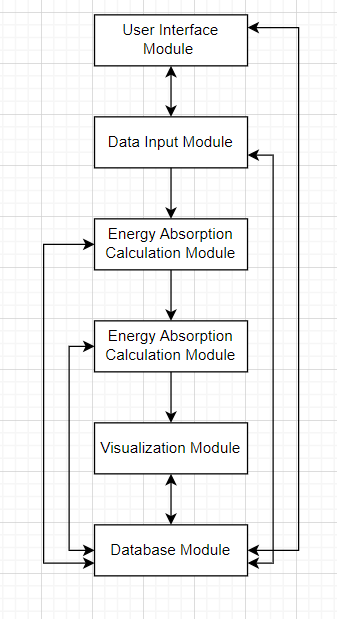 User Interface
Module
Data Input Module
Energy Absorption
Calculation Module
Energy Absorption
Calculation Module
Visualization Module
Database Module